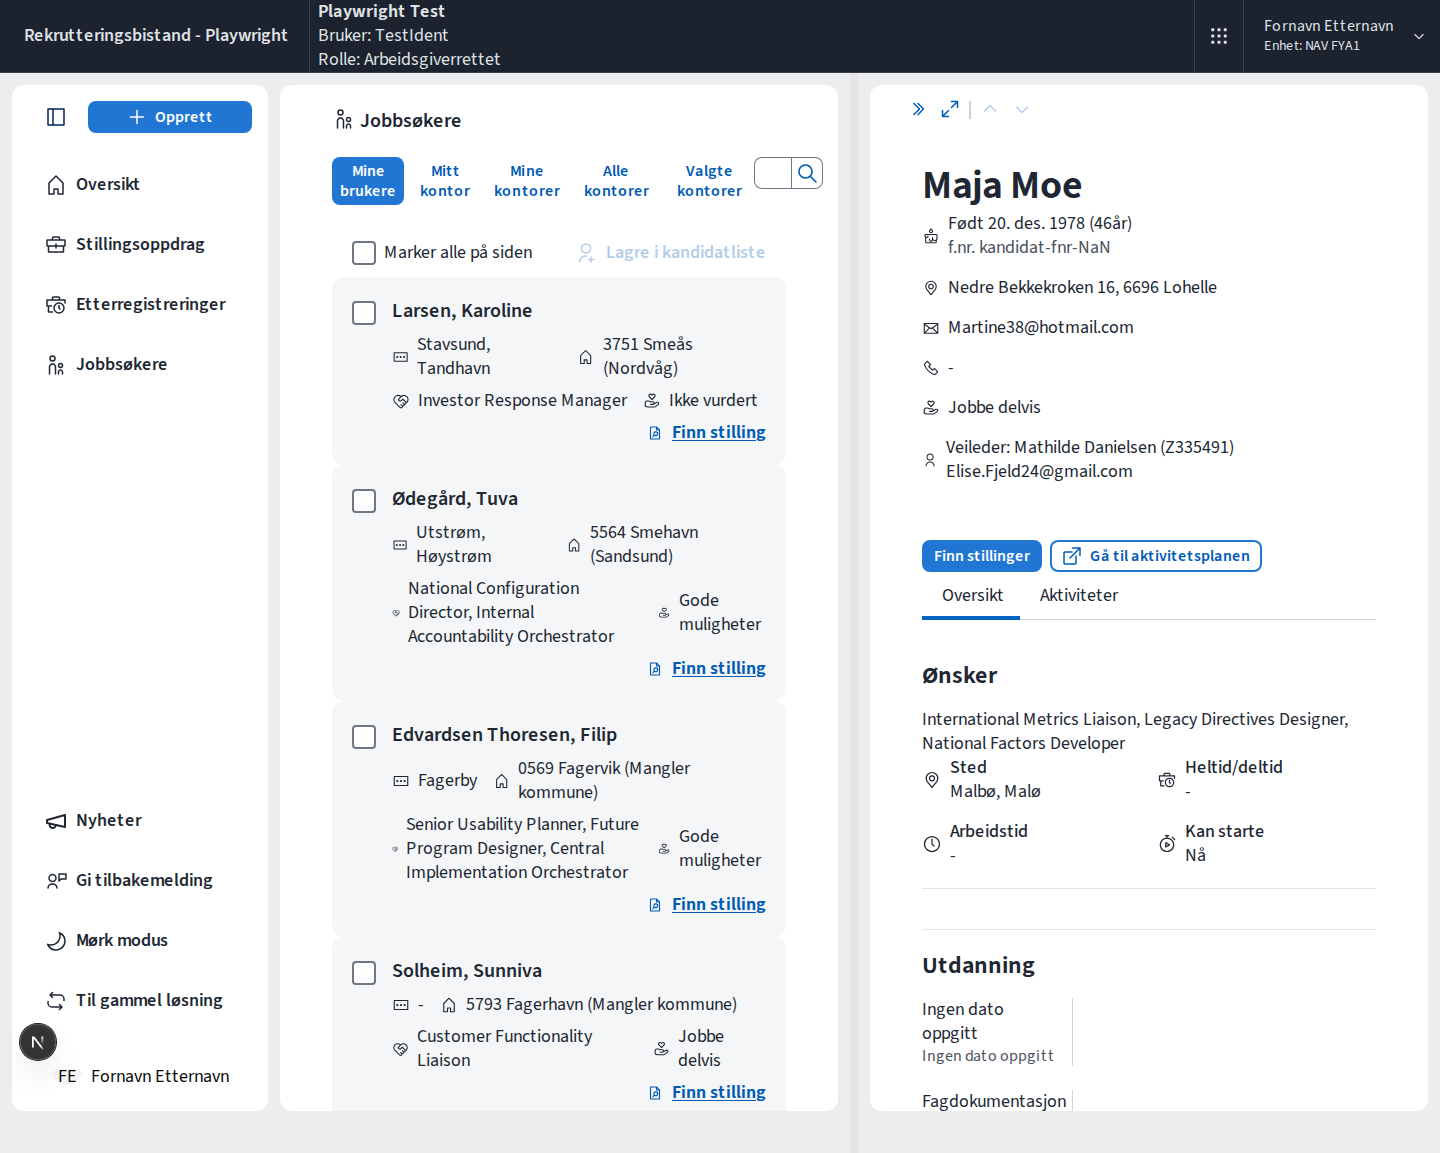 Rekrutteringsbistand - Playwright
Playwright Test
Bruker: TestIdent
Rolle: Arbeidsgiverrettet
Fornavn Etternavn
Enhet: NAV FYA1
Opprett
Oversikt
Stillingsoppdrag
Etterregistreringer
Jobbsøkere
Nyheter
Gi tilbakemelding
Mørk modus
Til gammel løsning
N
FE Fornavn Etternavn
Jobbsøkere
Mine
brukere
Mitt
kontor
Mine
kontorer
Alle
kontorer
Valgte
kontorer
Marker alle på siden
Lagre i kandidatliste
Larsen, Karoline
Stavsund,
Tandhavn
3751 Smeås
(Nordvåg)
Investor Response Manager
Ikke vurdert
Finn stilling
Ødegård, Tuva
Utstrøm,
Høystrøm
5564 Smehavn
(Sandsund)
National Configuration
Director, Internal
Accountability Orchestrator
Gode
muligheter
Finn stilling
Edvardsen Thoresen, Filip
Fagerby
0569 Fagervik (Mangler
kommune)
Senior Usability Planner, Future
Program Designer, Central
Implementation Orchestrator
Gode
muligheter
Finn stilling
Solheim, Sunniva
-
5793 Fagerhavn (Mangler kommune)
Customer Functionality
Liaison
Jobbe
delvis
Finn stilling
Maja Moe
Født 20. des. 1978 (46år)
f.nr. kandidat-fnr-NaN
Nedre Bekkekroken 16, 6696 Lohelle
Martine38@hotmail.com
-
Jobbe delvis
Veileder: Mathilde Danielsen (Z335491)
Elise.Fjeld24@gmail.com
Finn stillinger
Gå til aktivitetsplanen
Oversikt
Aktiviteter
Ønsker
International Metrics Liaison, Legacy Directives Designer,
National Factors Developer
Sted
Malbø, Malø
Heltid/deltid
-
Arbeidstid
-
Kan starte
Nå
Utdanning
Ingen dato
oppgitt
Ingen dato oppgitt
Fagdokumentasjon